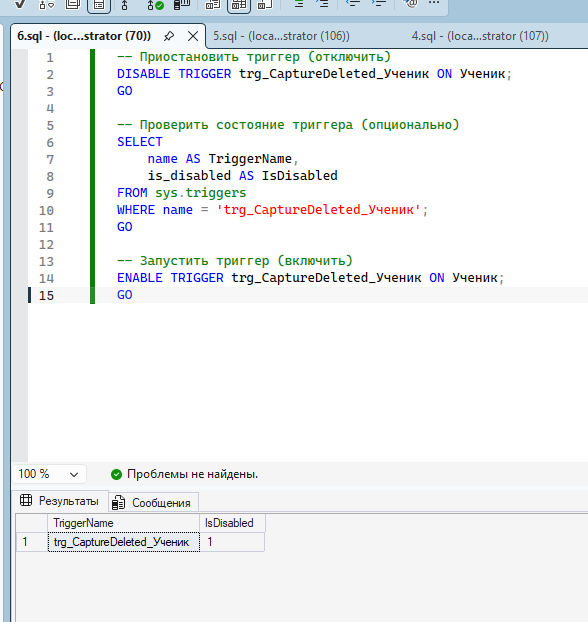 6.sql - (loc...strator (70))
5.sql - (loca...strator (106))
4.sql - (loca...strator (107))
1 -- Приостановить триггер (отключить)
2 DISABLE TRIGGER trg_CaptureDeleted_Ученик ON Ученик;
3 GO
4
5 -- Проверить состояние триггера (опционально)
6 SELECT
7 name AS TriggerName,
8 is_disabled AS IsDisabled
9 FROM sys.triggers
10 WHERE name = 'trg_CaptureDeleted_Ученик';
11 GO
12
13 -- Запустить триггер (включить)
14 ENABLE TRIGGER trg_CaptureDeleted_Ученик ON Ученик;
15 GO
100 %
Проблемы не найдены.
Результаты
Сообщения
TriggerName IsDisabled
1 trg_CaptureDeleted_Ученик 1